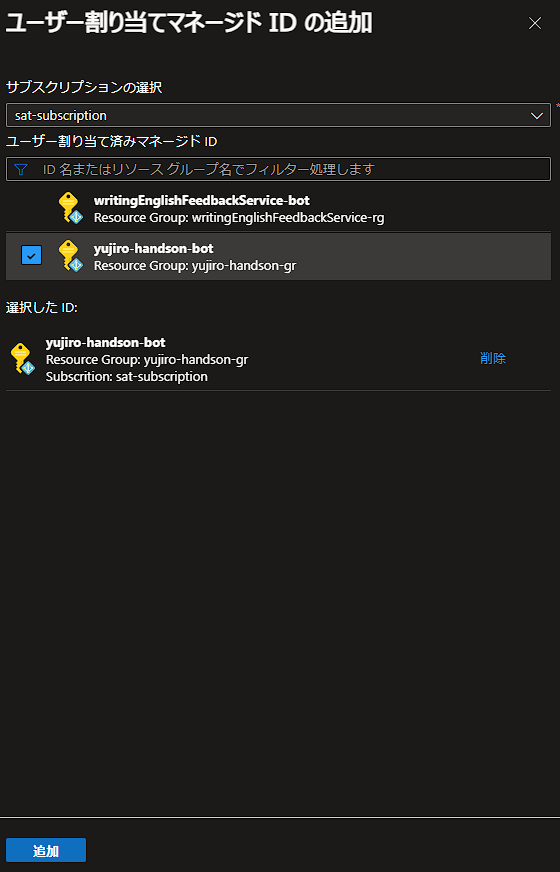 ユーザー割り当てマネージド ID の追加
サブスクリプションの選択
sat-subscription
*
ユーザー割り当て済みマネージド ID
ID 名またはリソース グループ名でフィルター処理します
writingEnglishFeedbackService-bot
Resource Group: writingEnglishFeedbackService-rg
yujiro-handson-bot
Resource Group: yujiro-handson-gr
選択した ID:
yujiro-handson-bot
Resource Group: yujiro-handson-gr
削除
Subscrition: sat-subscription
追加